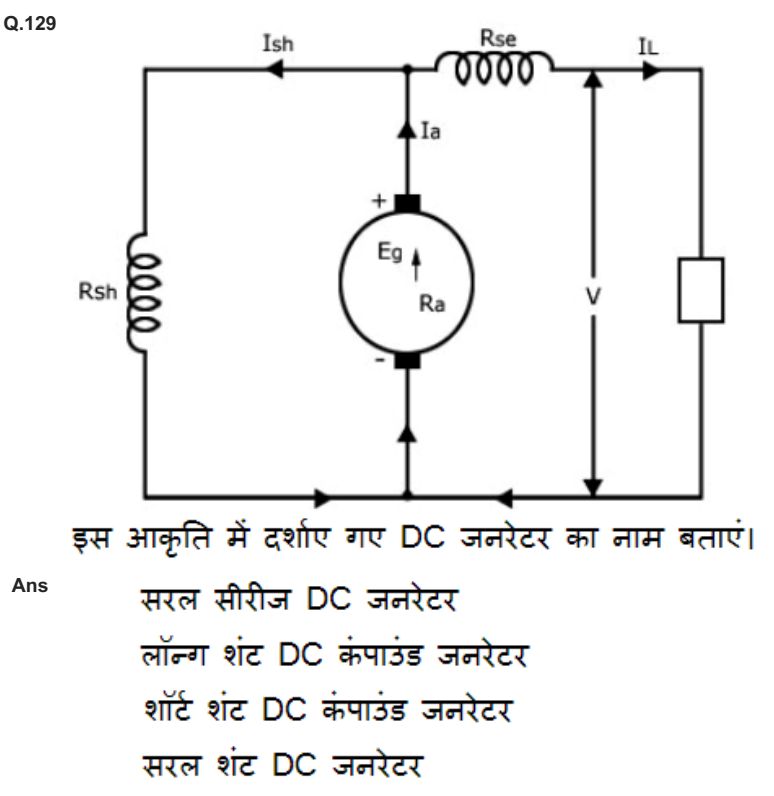 Q.129
Ish
Rse
IL
Ia
+
Eg
Rsh
Ra
V
-
इस आकृति में दर्शाए गए DC जनरेटर का नाम बताएं।
Ans
सरल सीरीज DC जनरेटर
लॉन्ग शंट DC कंपाउंड जनरेटर
शॉर्ट शंट DC कंपाउंड जनरेटर
सरल शंट DC जनरेटर